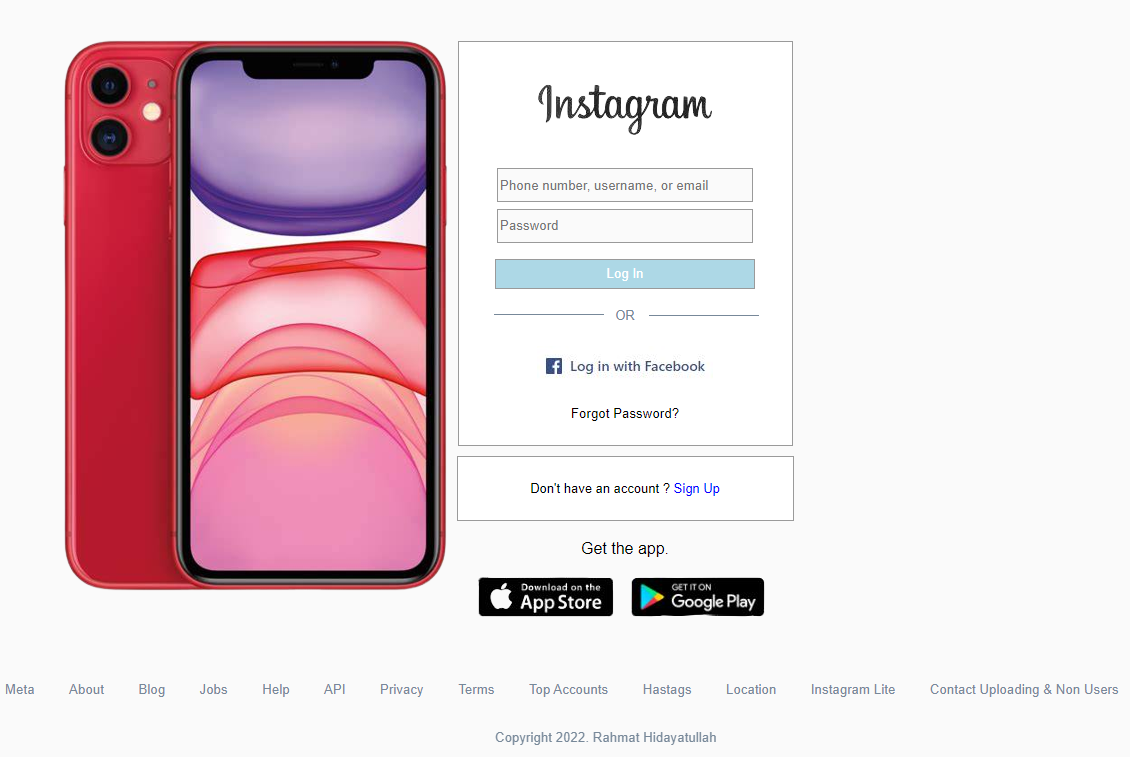 Instagram
Phone number, username, or email
Password
Log In
OR
Log in with Facebook
Forgot Password?
Don't have an account ? Sign Up
Get the app.
Download on the
App Store
GET IT ON
Google Play
Meta About Blog Jobs Help API Privacy Terms Top Accounts Hastags Location Instagram Lite Contact Uploading & Non Users
Copyright 2022. Rahmat Hidayatullah